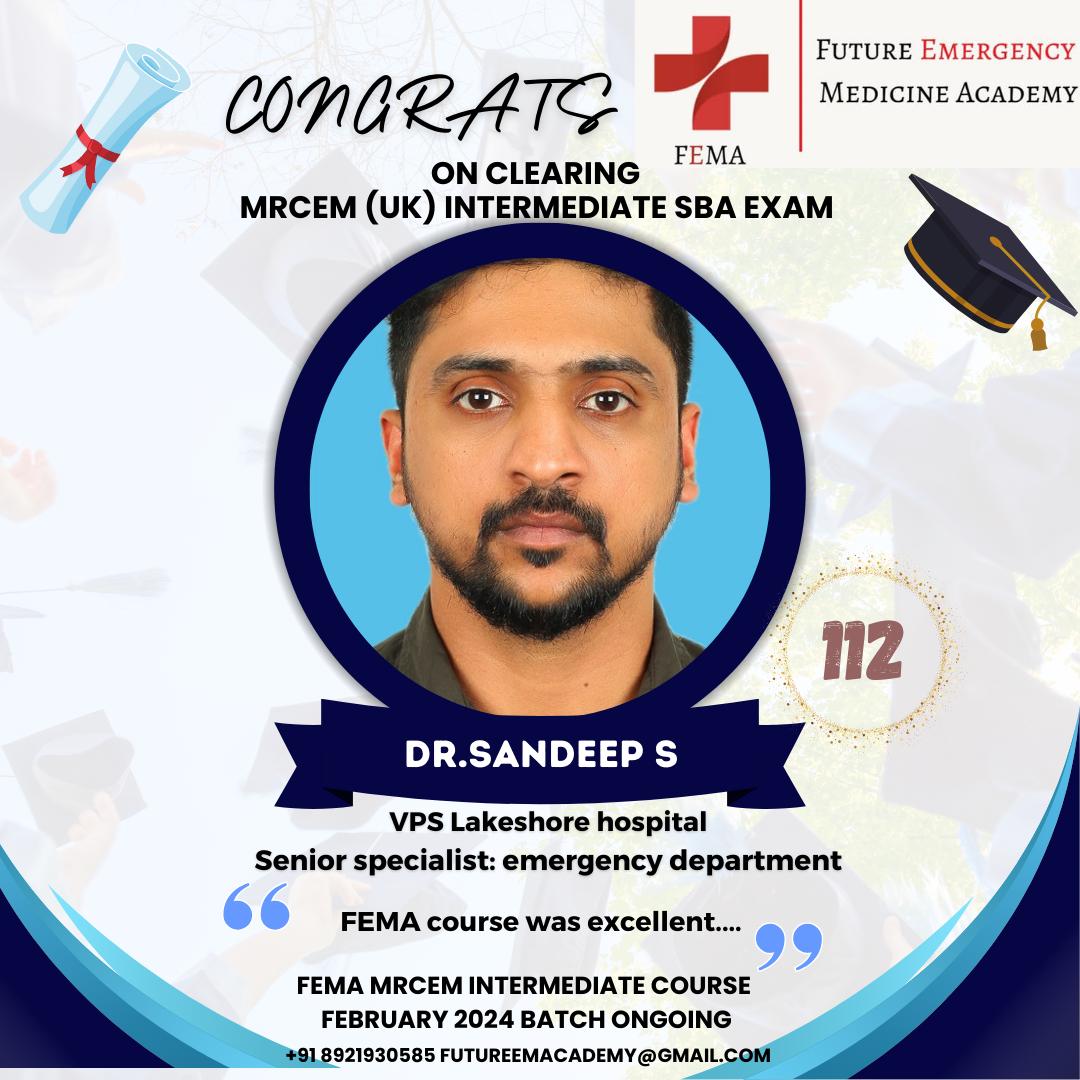 CONGRATS
FUTURE EMERGENCY
MEDICINE ACADEMY
FEMA
ON CLEARING
MRCEM (UK) INTERMEDIATE SBA EXAM
112
DR.SANDEEP S
VPS Lakeshore hospital
Senior specialist: emergency department
“ FEMA course was excellent.... ”
FEMA MRCEM INTERMEDIATE COURSE
FEBRUARY 2024 BATCH ONGOING
+91 8921930585 FUTUREEMACADEMY@GMAIL.COM